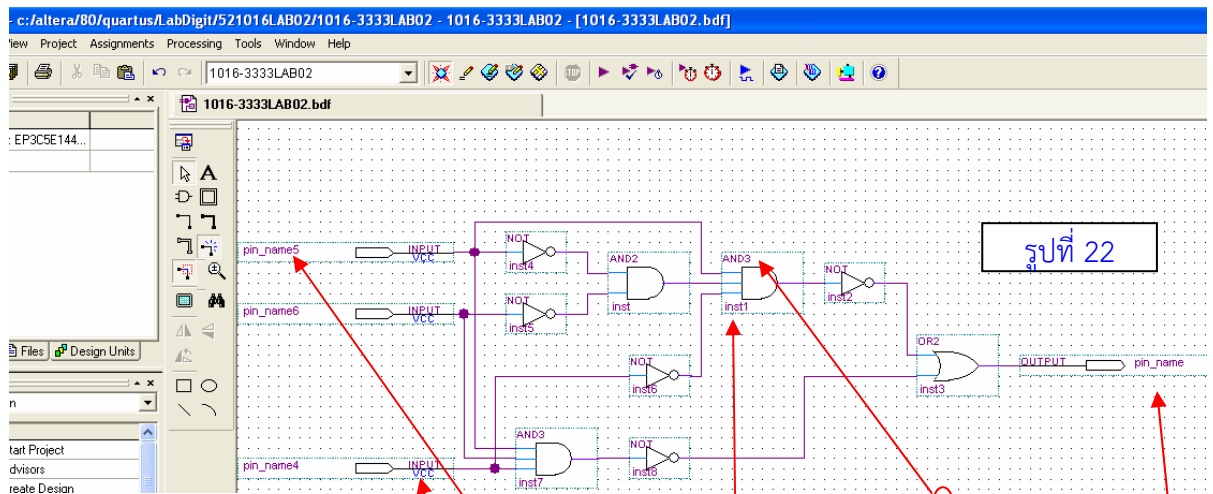 - c:/altera/80/quartus/LabDigit/521016LAB02/1016-3333LAB02 - 1016-3333LAB02 - [1016-3333LAB02.bdf]
View Project Assignments Processing Tools Window Help
1016-3333LAB02
1016-3333LAB02.bdf
: EP3C5E144...
A
รูปที่ 22
pin_name5
INPUT
VCC
NOT
inst4
AND2
inst
AND3
inst1
NOT
inst2
pin_name6
INPUT
VCC
NOT
inst5
OR2
inst3
OUTPUT
pin_name
Files
Design Units
NOT
inst6
AND3
inst7
NOT
inst8
pin_name4
INPUT
VCC
n
tart Project
dvisors
reate Design